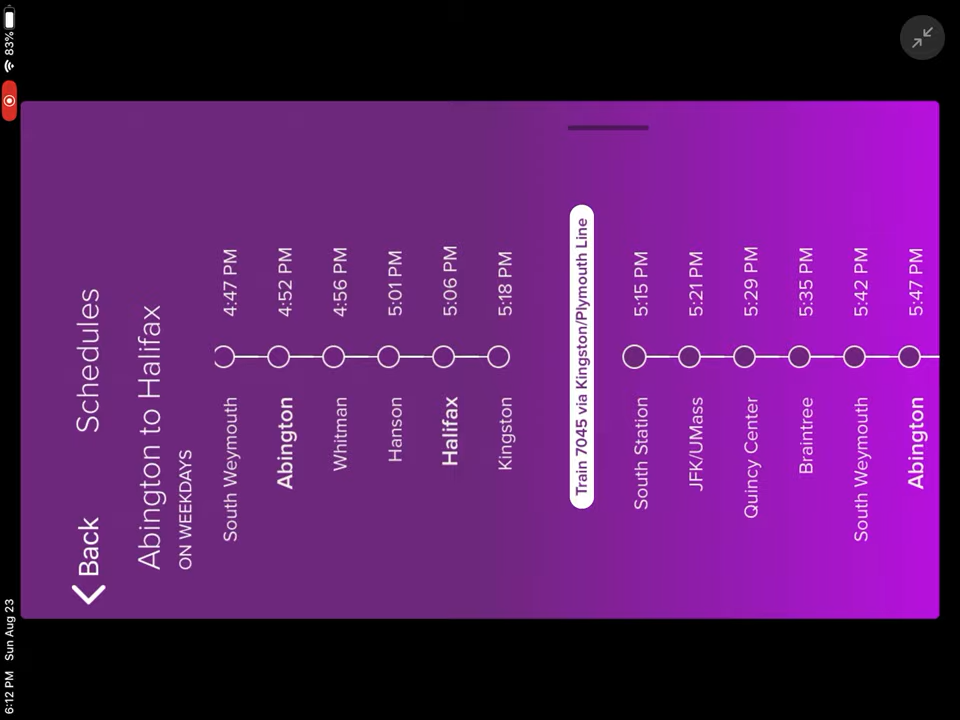 6:12 PM Sun Aug 23 83%
Back Schedules
Abington to Halifax
ON WEEKDAYS
South Weymouth 4:47 PM
Abington 4:52 PM
Whitman 4:56 PM
Hanson 5:01 PM
Halifax 5:06 PM
Kingston 5:18 PM
Train 7045 via Kingston/Plymouth Line
South Station 5:15 PM
JFK/UMass 5:21 PM
Quincy Center 5:29 PM
Braintree 5:35 PM
South Weymouth 5:42 PM
Abington 5:47 PM